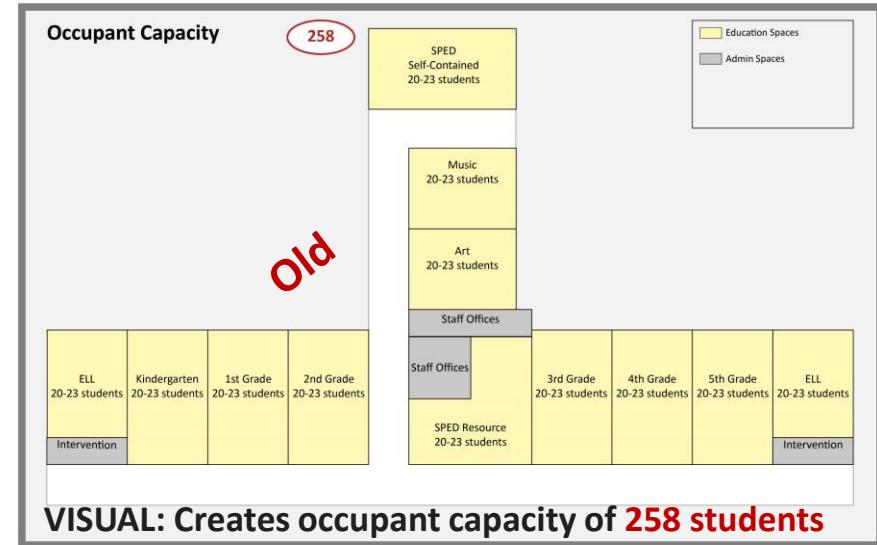 Occupant Capacity
258
Education Spaces
Admin Spaces
SPED
Self-Contained
20-23 students
Music
20-23 students
Art
20-23 students
Old
Staff Offices
Staff Offices
SPED Resource
20-23 students
ELL
20-23 students
Intervention
Kindergarten
20-23 students
1st Grade
20-23 students
2nd Grade
20-23 students
3rd Grade
20-23 students
4th Grade
20-23 students
5th Grade
20-23 students
ELL
20-23 students
Intervention
VISUAL: Creates occupant capacity of 258 students